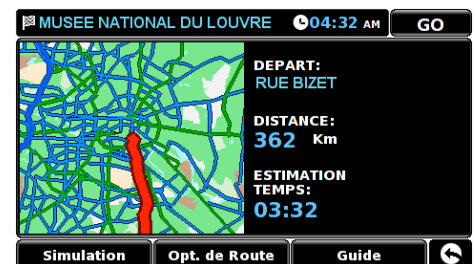 MUSEE NATIONAL DU LOUVRE 04:32 AM GO
DEPART:
RUE BIZET
DISTANCE:
362 Km
ESTIMATION
TEMPS:
03:32
Simulation Opt. de Route Guide